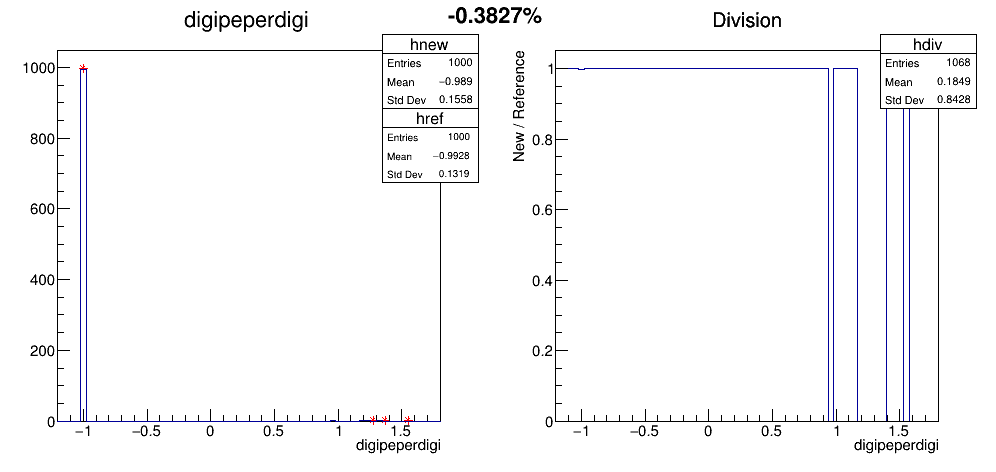 -0.3827%
digipeperdigi
hnew
Entries 1000
Mean −0.989
Std Dev 0.1558
href
Entries 1000
Mean −0.9928
Std Dev 0.1319
1000
800
600
400
200
0
−1 −0.5 0 0.5 1 1.5
digipeperdigi
Division
hdiv
Entries 1068
Mean 0.1849
Std Dev 0.8428
New / Reference
1
0.8
0.6
0.4
0.2
0
−1 −0.5 0 0.5 1 1.5
digipeperdigi